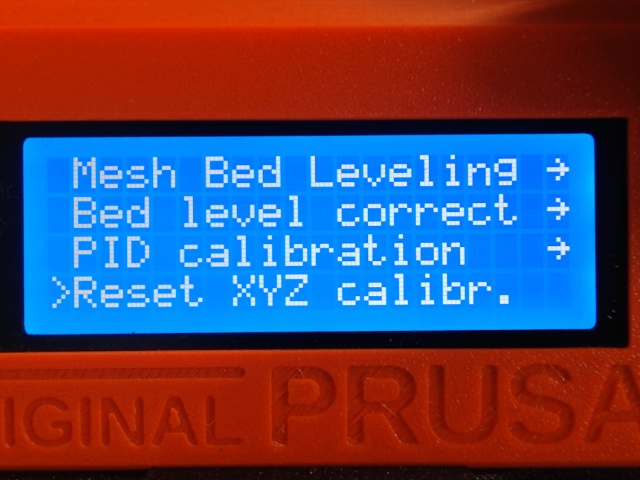 Mesh Bed Leveling →
Bed level correct →
PID calibration →
>Reset XYZ calibr.
IGINAL PRUSA